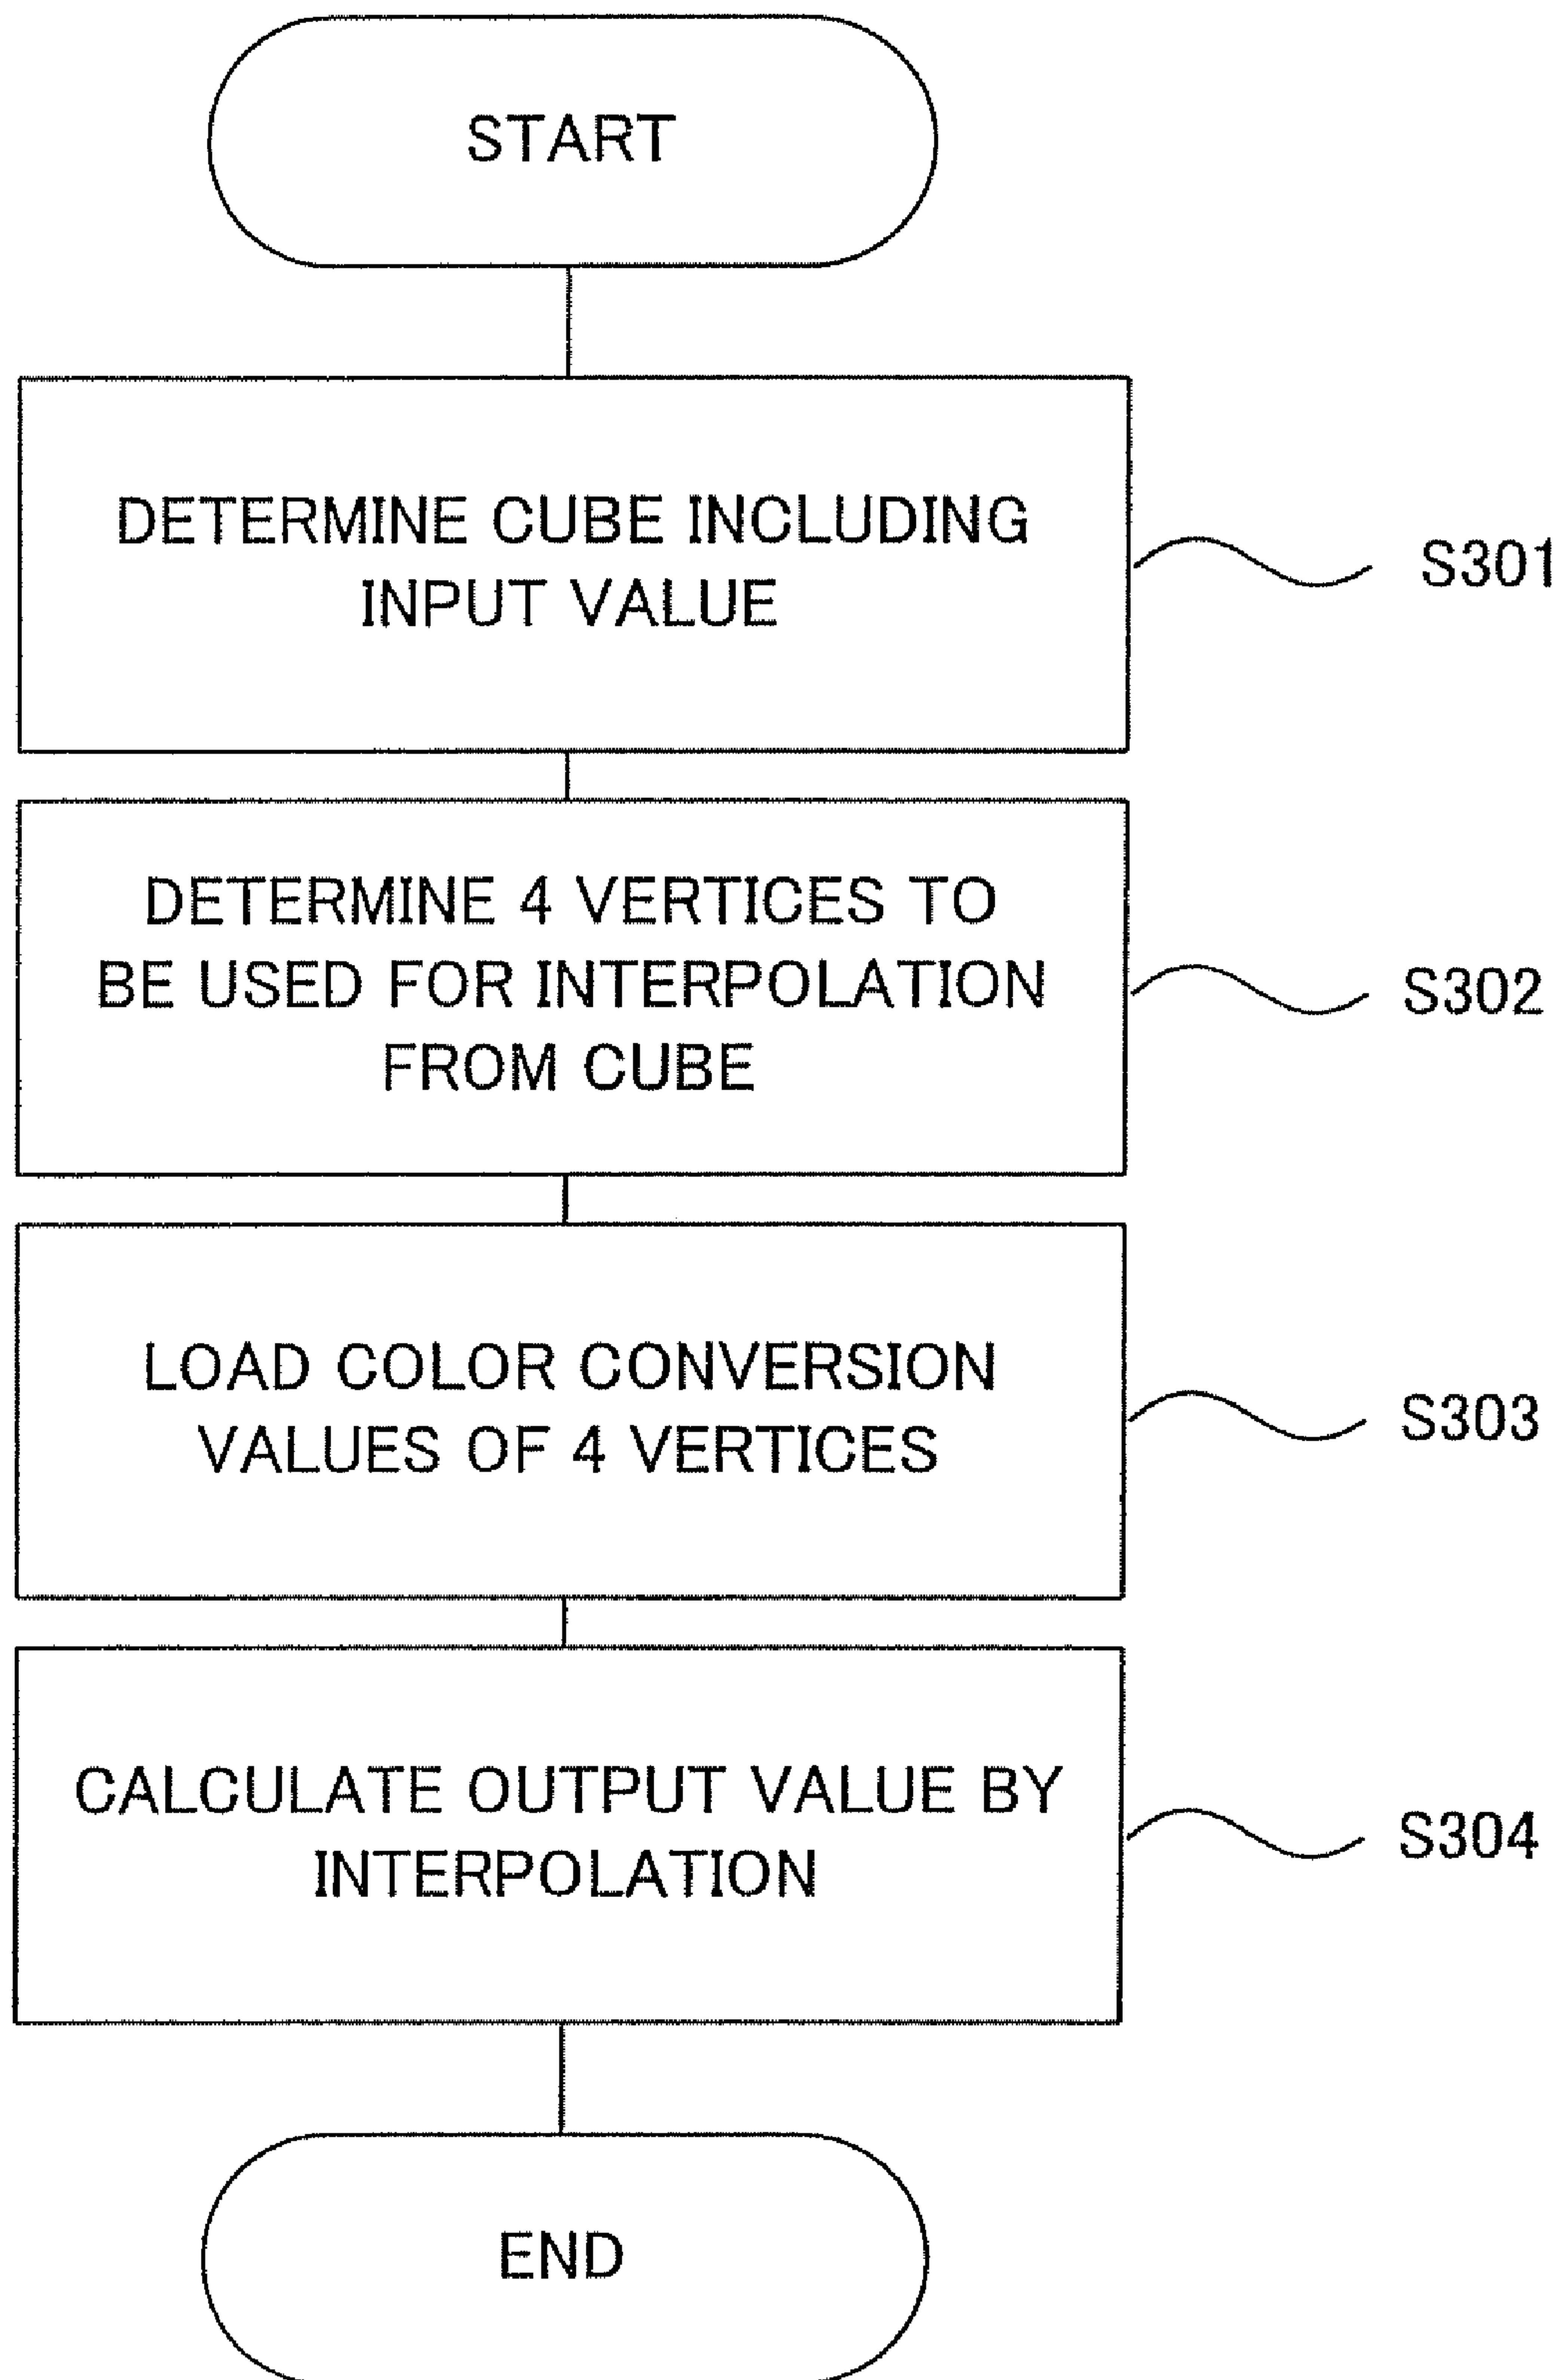 START
DETERMINE CUBE INCLUDING
INPUT VALUE
S301
DETERMINE 4 VERTICES TO
BE USED FOR INTERPOLATION
FROM CUBE
S302
LOAD COLOR CONVERSION
VALUES OF 4 VERTICES
S303
CALCULATE OUTPUT VALUE BY
INTERPOLATION
S304
END